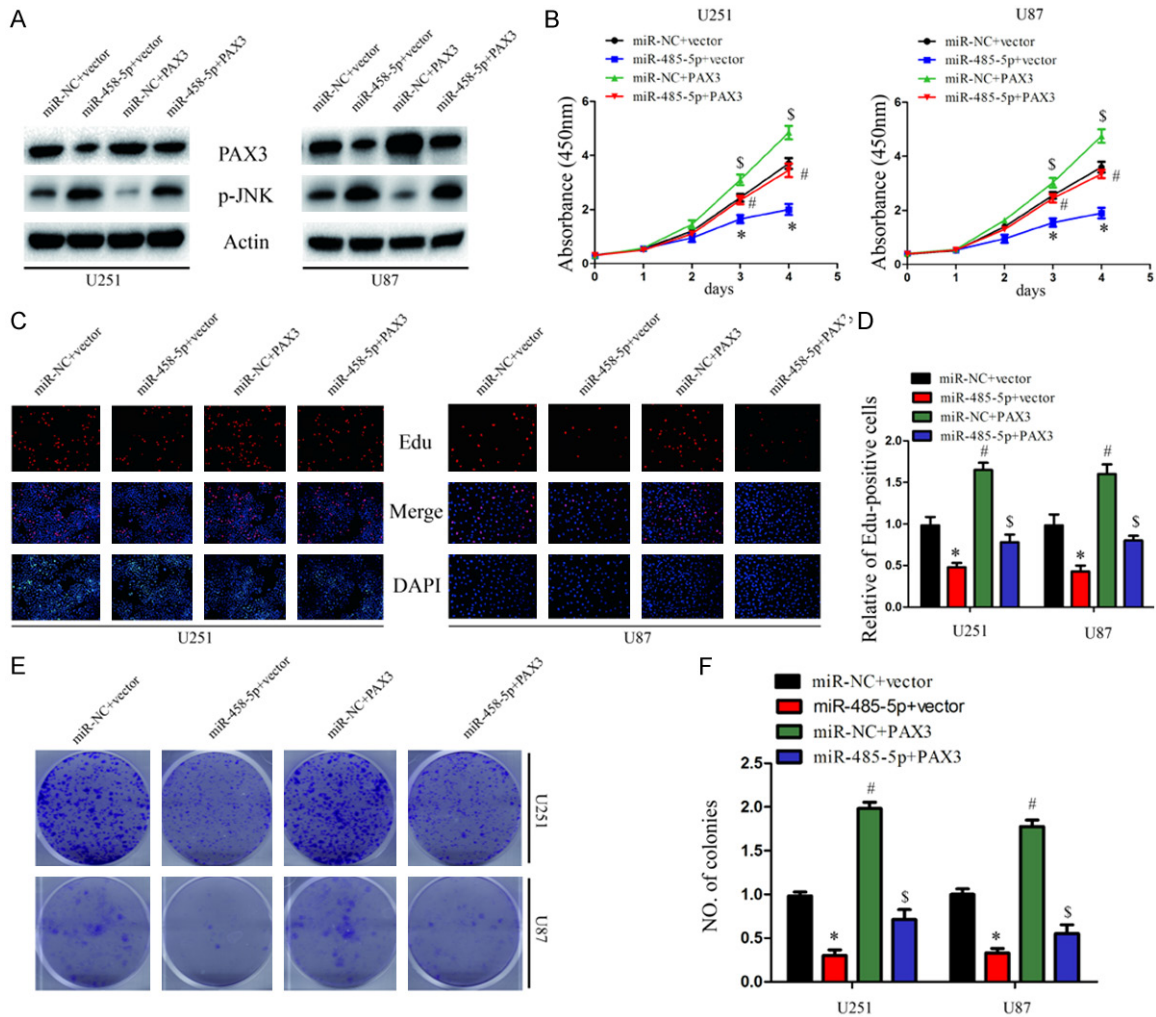 A
miR-NC+vector
miR-458-5p+vector
miR-NC+PAX3
miR-458-5p+PAX3
miR-NC+vector
miR-458-5p+vector
miR-NC+PAX3
miR-458-5p+PAX3
PAX3
p-JNK
Actin
U251
U87
B
U251
miR-NC+vector
miR-485-5p+vector
miR-NC+PAX3
miR-485-5p+PAX3
Absorbance (450nm)
6
4
2
0
0 1 2 3 4 5
days
$
$
#
#
*
*
U87
miR-NC+vector
miR-485-5p+vector
miR-NC+PAX3
miR-485-5p+PAX3
Absorbance (450nm)
6
4
2
0
0 1 2 3 4 5
days
$
$
#
#
*
*
C
miR-NC+vector
miR-458-5p+vector
miR-NC+PAX3
miR-458-5p+PAX3
miR-NC+vector
miR-458-5p+vector
miR-NC+PAX3
miR-458-5p+PAX3
Edu
Merge
DAPI
U251
U87
D
miR-NC+vector
miR-485-5p+vector
miR-NC+PAX3
miR-485-5p+PAX3
Relative of Edu-positive cells
2.0
1.5
1.0
0.5
0.0
* # $
* # $
U251 U87
E
miR-NC+vector
miR-458-5p+vector
miR-NC+PAX3
miR-458-5p+PAX3
U251
U87
F
miR-NC+vector
miR-485-5p+vector
miR-NC+PAX3
miR-485-5p+PAX3
NO. of colonies
2.5
2.0
1.5
1.0
0.5
0.0
* # $
* # $
U251 U87